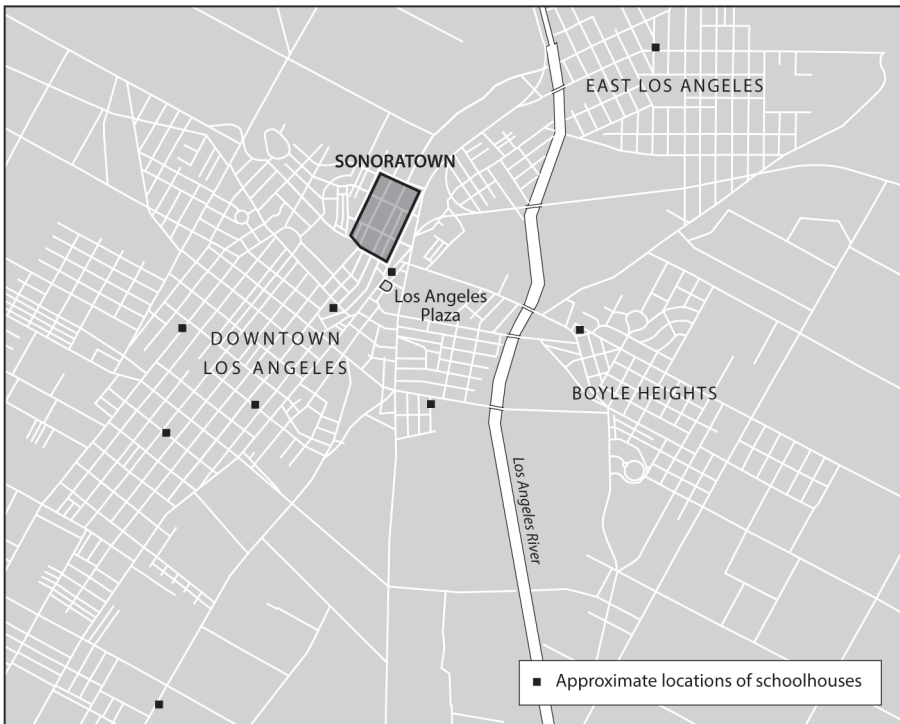 EAST LOS ANGELES
SONORATOWN
Los Angeles
Plaza
DOWNTOWN
LOS ANGELES
BOYLE HEIGHTS
Los Angeles River
Approximate locations of schoolhouses